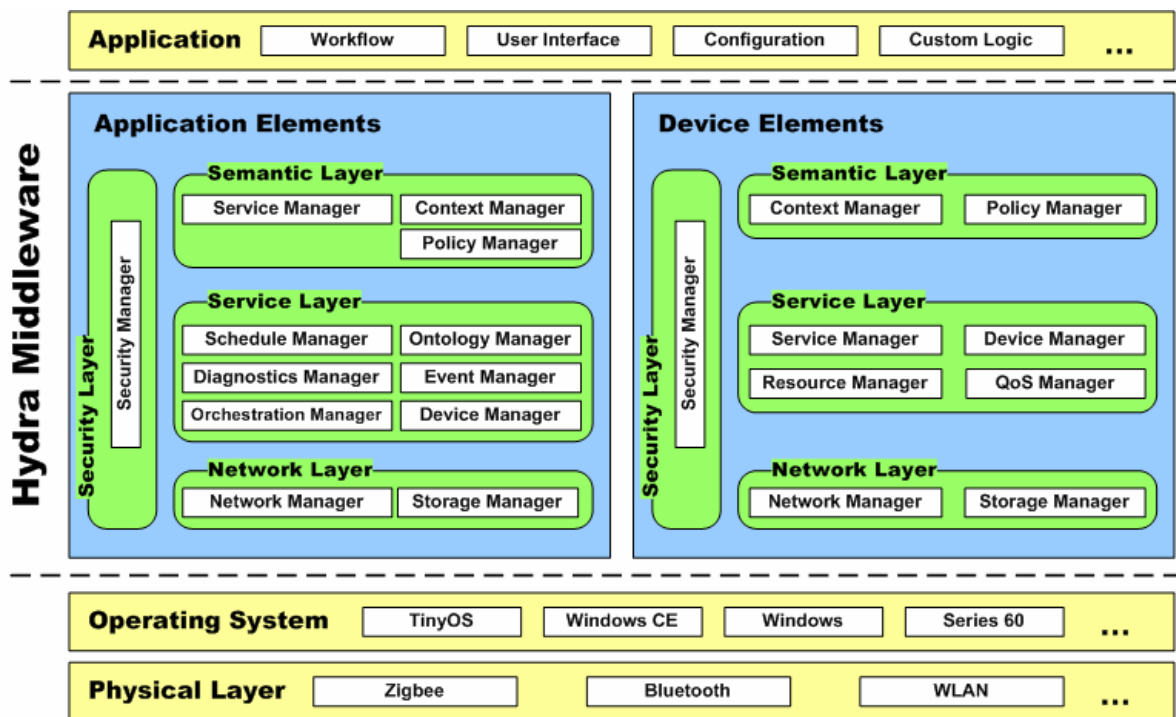 Application
Workflow
User Interface
Configuration
Custom Logic
...
Hydra Middleware
Application Elements
Security Layer
Security Manager
Semantic Layer
Service Manager
Context Manager
Policy Manager
Service Layer
Schedule Manager
Ontology Manager
Diagnostics Manager
Event Manager
Orchestration Manager
Device Manager
Network Layer
Network Manager
Storage Manager
Device Elements
Security Layer
Security Manager
Semantic Layer
Context Manager
Policy Manager
Service Layer
Service Manager
Device Manager
Resource Manager
QoS Manager
Network Layer
Network Manager
Storage Manager
Operating System
TinyOS
Windows CE
Windows
Series 60
...
Physical Layer
Zigbee
Bluetooth
WLAN
...